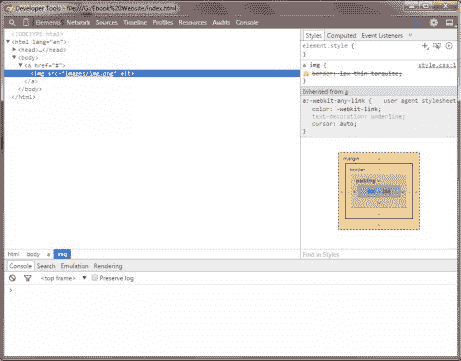 Developer Tools - file:///G:/Ebook%20Website/index.html
Elements Network Sources Timeline Profiles Resources Audits Console
<!DOCTYPE html>
<html lang="en">
<head>…</head>
<body>
<a href="#">
<img src="images/img.png" alt>
</a>
</body>
</html>
html body a img
Styles Computed Event Listeners »
element.style {
}
a img { style.css:1
border: 1px thin
}
Inherited from a
a:-webkit-any-link { user agent stylesheet
color: -webkit-link;
text-decoration: underline;
cursor: auto;
}
margin
border
padding
Find in Styles
Console Search Emulation Rendering
<top frame> Preserve log
>